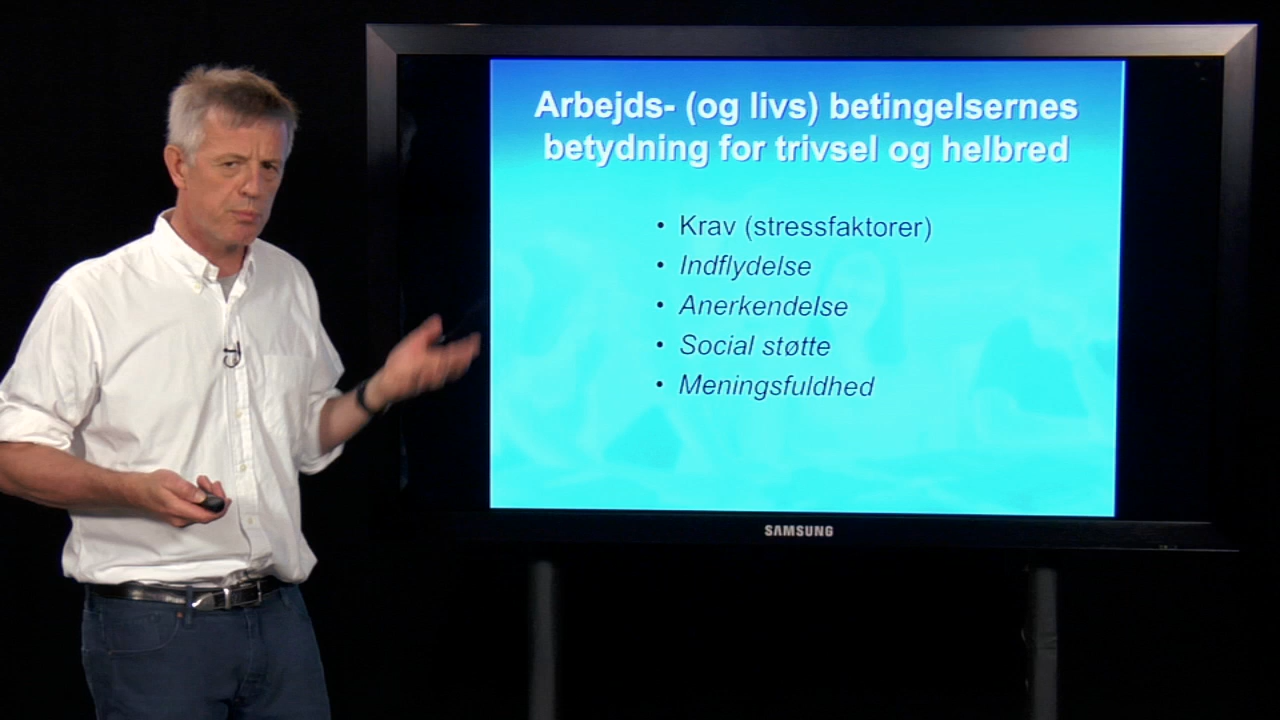 Arbejds- (og livs) betingelsernes
betydning for trivsel og helbred
• Krav (stressfaktorer)
• Indflydelse
• Anerkendelse
• Social støtte
• Meningsfuldhed
SAMSUNG